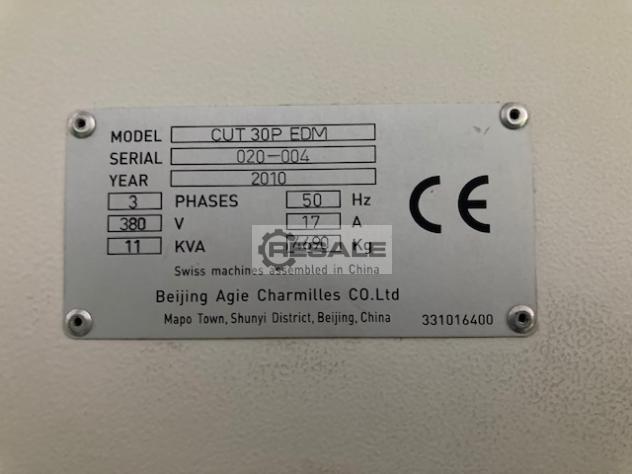 MODEL CUT 30P EDM
SERIAL 020-004
YEAR 2010
3 PHASES 50 Hz
380 V 17 A
11 KVA Kg
RESALE
Swiss machines assembled in China
Beijing Agie Charmilles CO.Ltd
Mapo Town, Shunyi District, Beijing, China 331016400
CE